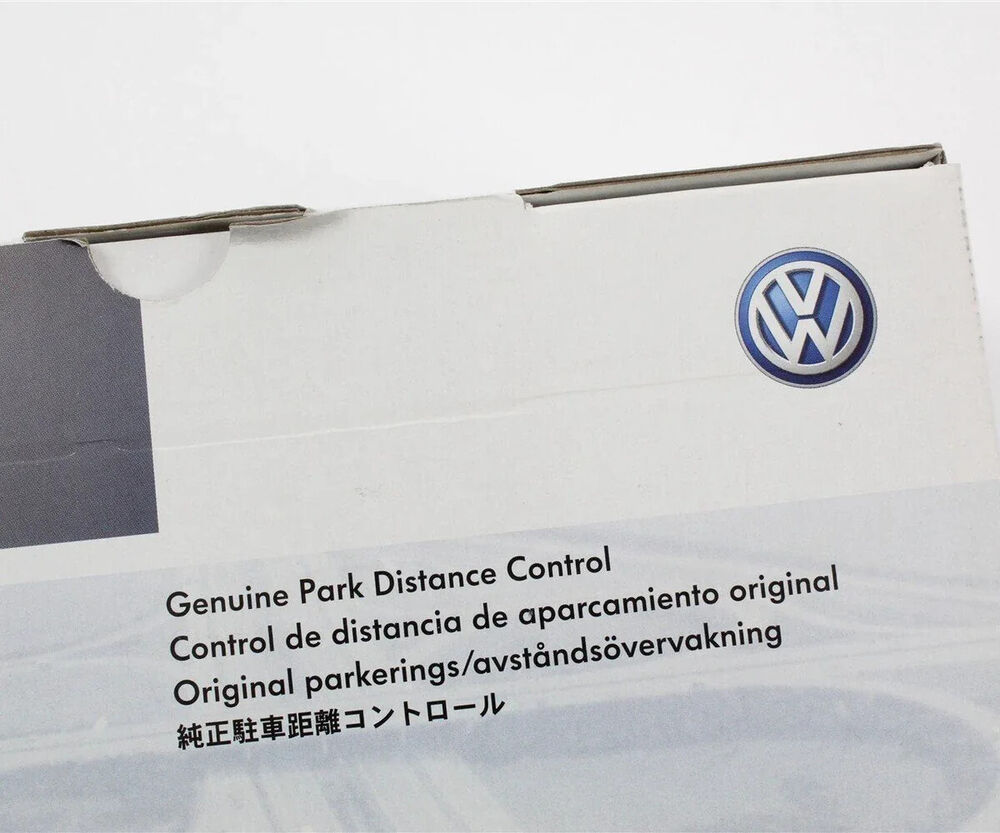 Genuine Park Distance Control
Control de distancia de aparcamiento original
Original parkerings/avståndsövervakning
純正駐車距離コントロール